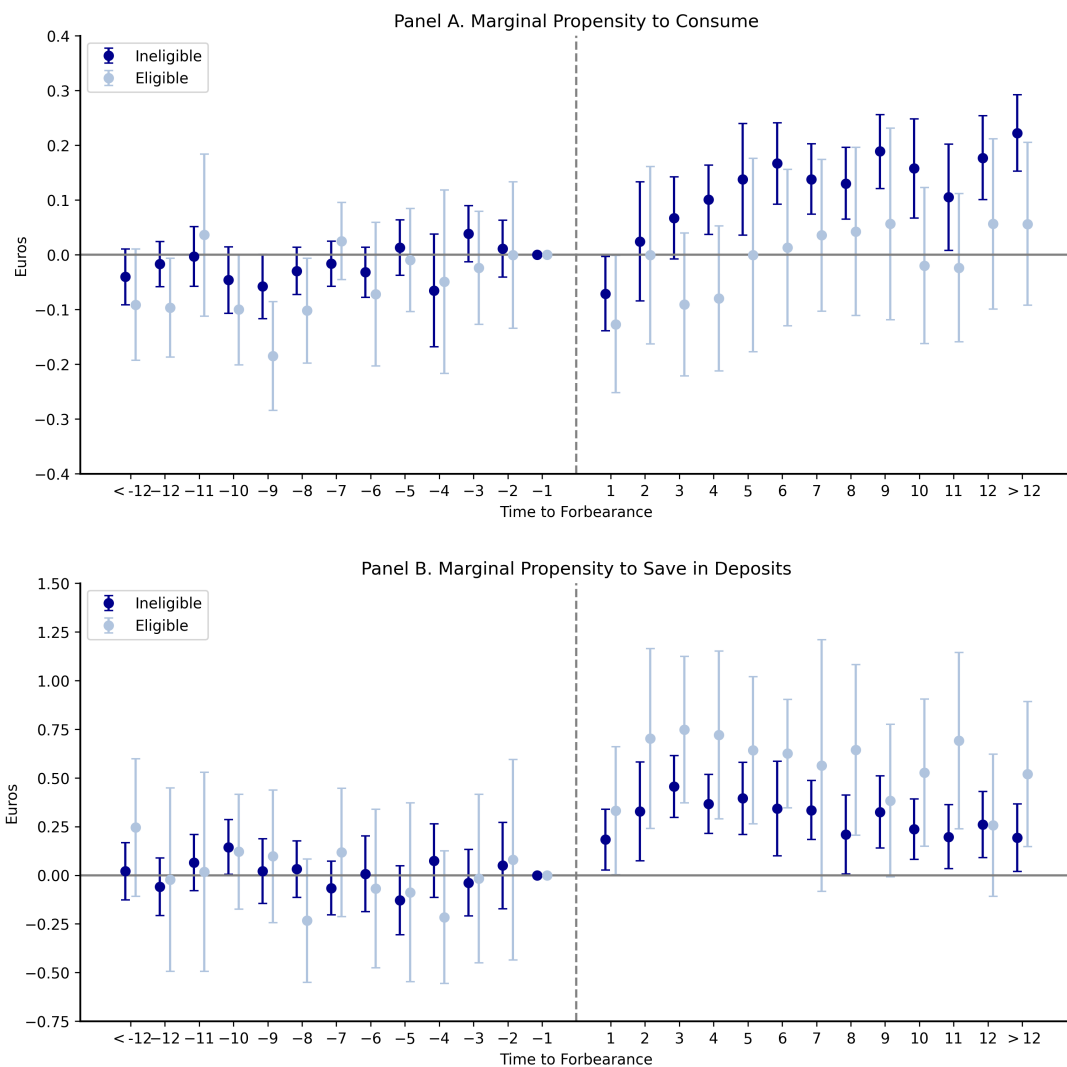 Panel A. Marginal Propensity to Consume
0.4
0.3
0.2
0.1
0.0
−0.1
−0.2
−0.3
−0.4
Euros
Ineligible
Eligible
< -12 −12 −11 −10 −9 −8 −7 −6 −5 −4 −3 −2 −1 1 2 3 4 5 6 7 8 9 10 11 12 > 12
Time to Forbearance
Panel B. Marginal Propensity to Save in Deposits
1.50
1.25
1.00
0.75
0.50
0.25
0.00
−0.25
−0.50
−0.75
Euros
Ineligible
Eligible
< -12 −12 −11 −10 −9 −8 −7 −6 −5 −4 −3 −2 −1 1 2 3 4 5 6 7 8 9 10 11 12 > 12
Time to Forbearance